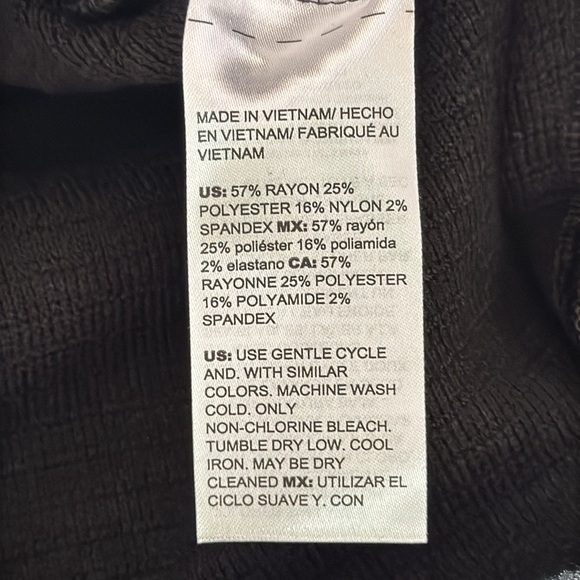 MADE IN VIETNAM/ HECHO
EN VIETNAM/ FABRIQUÉ AU
VIETNAM
US: 57% RAYON 25%
POLYESTER 16% NYLON 2%
SPANDEX MX: 57% rayón
25% poliéster 16% poliamida
2% elastano CA: 57%
RAYONNE 25% POLYESTER
16% POLYAMIDE 2%
SPANDEX
US: USE GENTLE CYCLE
AND. WITH SIMILAR
COLORS. MACHINE WASH
COLD. ONLY
NON-CHLORINE BLEACH.
TUMBLE DRY LOW. COOL
IRON. MAY BE DRY
CLEANED MX: UTILIZAR EL
CICLO SUAVE Y. CON